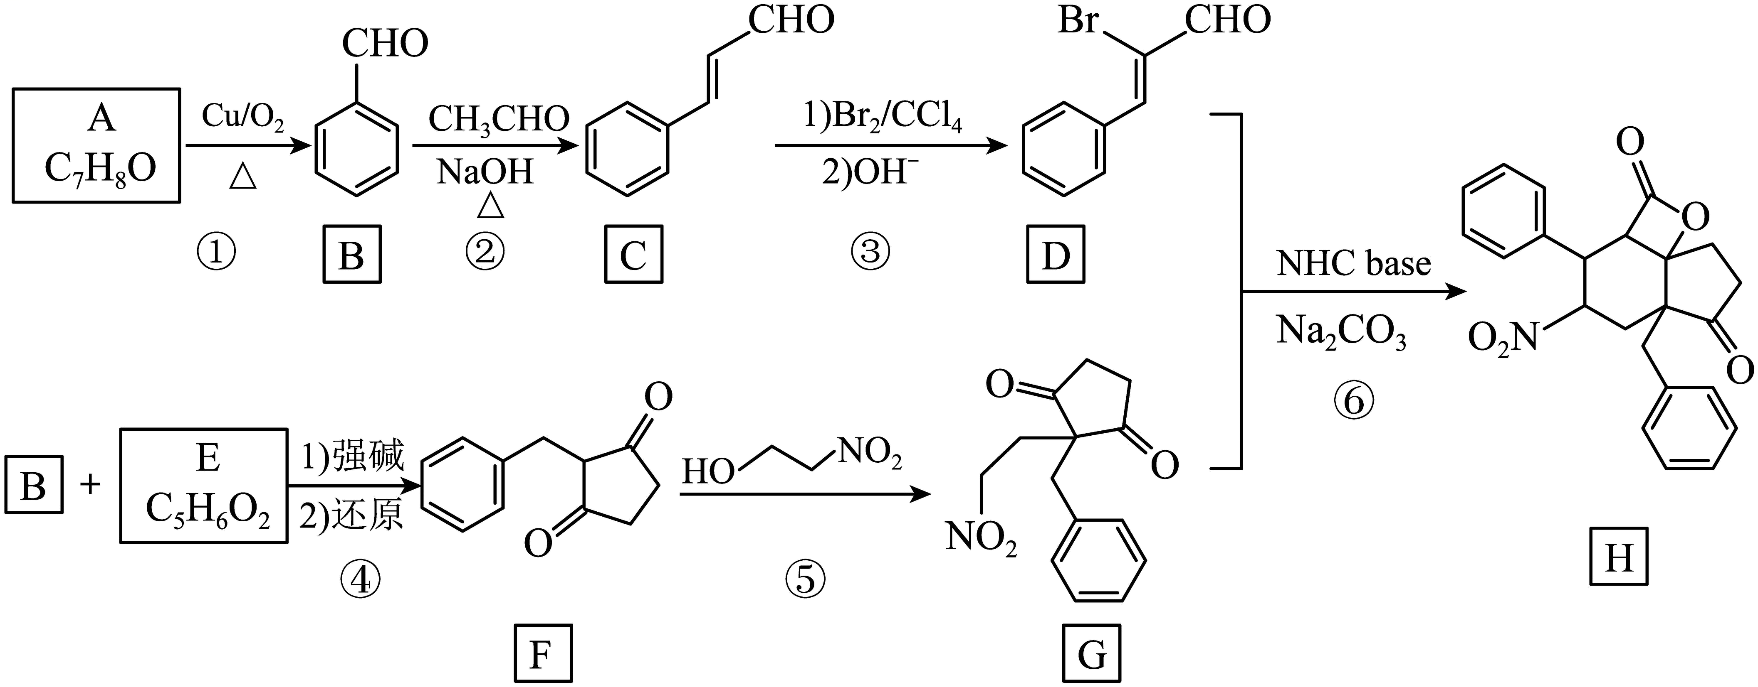 A
C₇H₈O
Cu/O₂
△
①
CHO
B
CH₃CHO
NaOH
△
②
CHO
C
1)Br₂/CCl₄
2)OH⁻
③
Br
CHO
D
B
+
E
C₅H₆O₂
1)强碱
2)还原
④
O
O
F
HO
NO₂
⑤
O
O
NO₂
G
NHC base
Na₂CO₃
⑥
O
O
O₂N
O
H